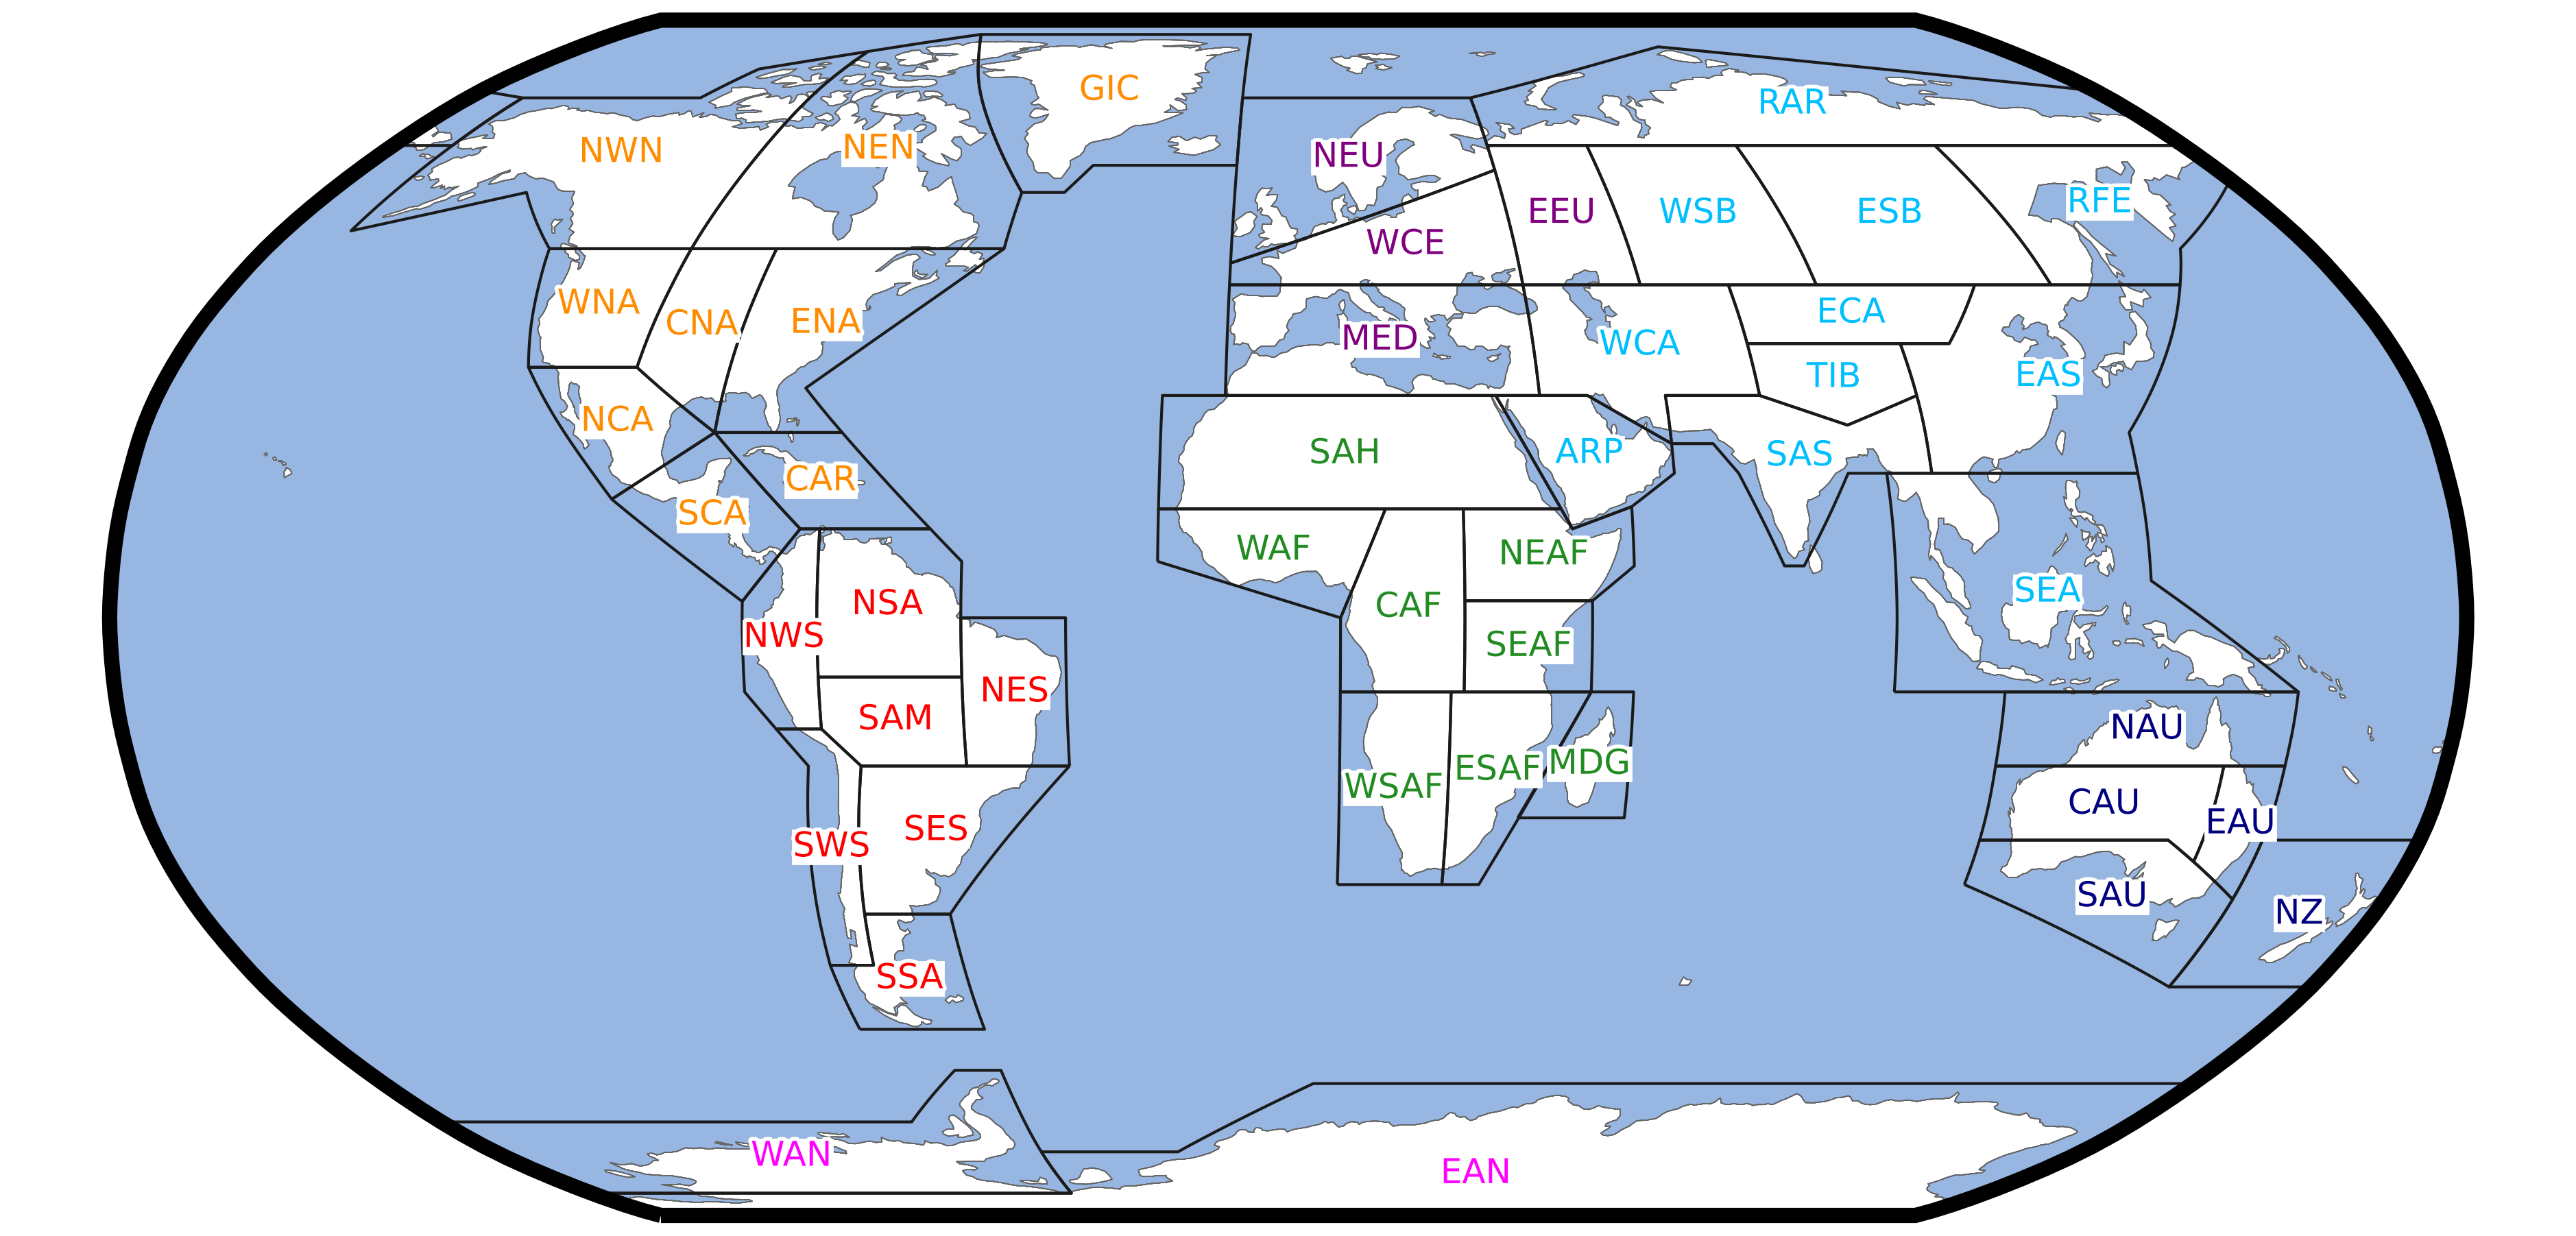 GIC
RAR
NWN
NEN
NEU
RFE
EEU
WSB
ESB
WCE
WNA
CNA
ENA
ECA
MED
WCA
TIB
EAS
NCA
SAH
ARP
SAS
CAR
SCA
WAF
NEAF
SEA
NSA
CAF
NWS
SEAF
NES
SAM
NAU
WSAF
ESAF
MDG
CAU
EAU
SES
SWS
SAU
NZ
SSA
WAN
EAN